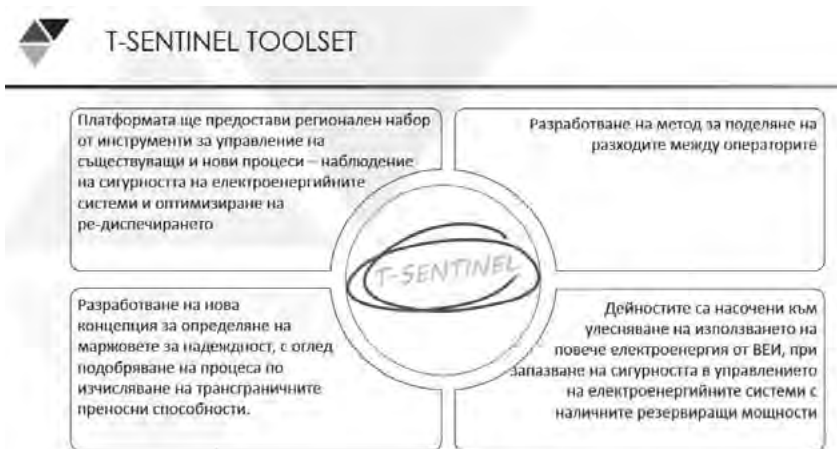 T-SENTINEL TOOLSET
Платформата ще предостави регионален набор
от инструменти за управление на
съществуващи и нови процеси – наблюдение
на сигурността на електроенергийните
системи и оптимизиране на
ре-диспечирането
Разработване на метод за поделяне на
разходите между операторите
T-SENTINEL
Разработване на нова
концепция за определяне на
маржовете за надеждност, с оглед
подобряване на процеса по
изчисляване на трансграничните
преносни способности.
Дейностите са насочени към
улесняване на използването на
повече електроенергия от ВЕИ, при
запазване на сигурността в управлението
на електроенергийните системи с
наличните резервиращи мощности